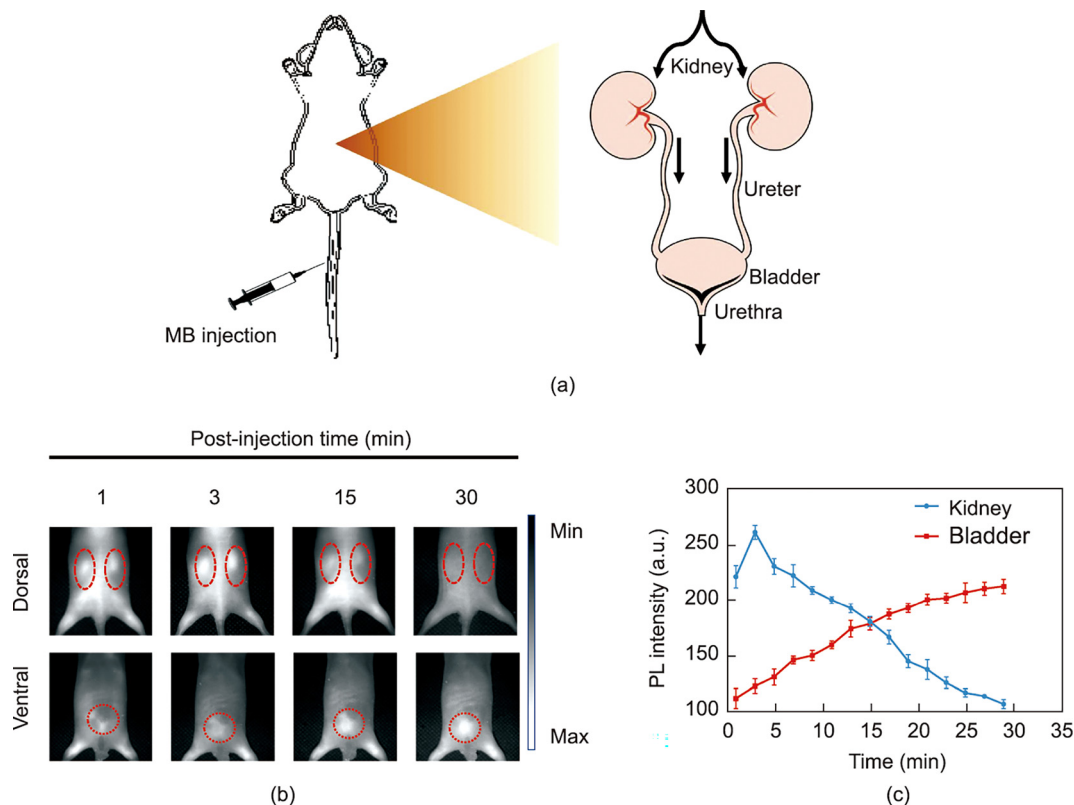 Kidney
Ureter
Bladder
Urethra
MB injection
(a)
Post-injection time (min)
1 3 15 30
Min
Dorsal
Ventral
Max
(b)
300
250
200
150
100
PL intensity (a.u.)
Kidney
Bladder
0 5 10 15 20 25 30 35
Time (min)
(c)